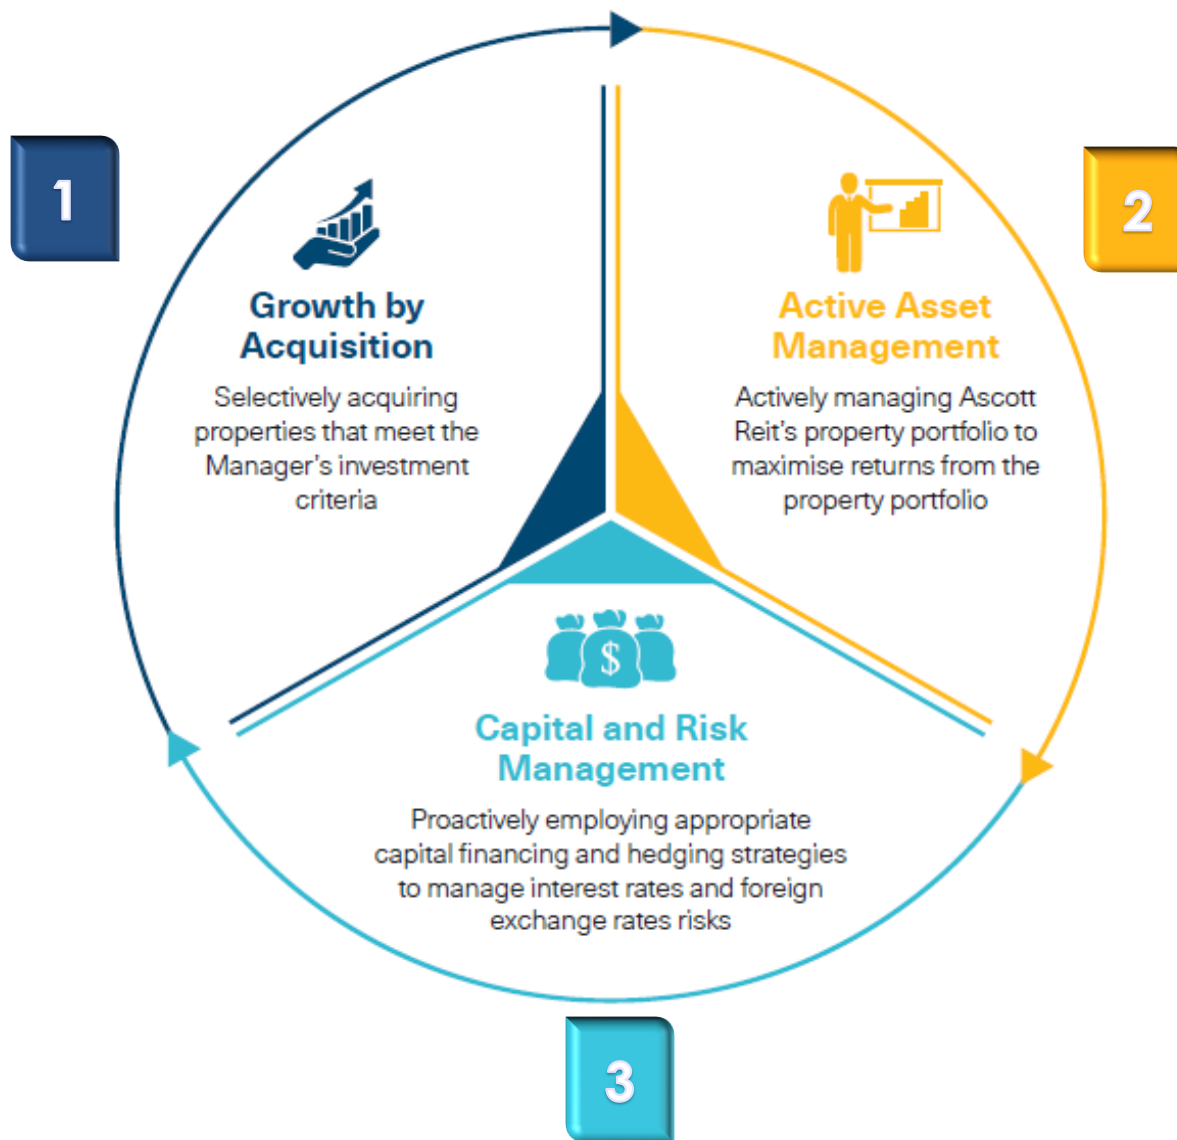 1
Growth by
Acquisition
Selectively acquiring
properties that meet the
Manager's investment
criteria
2
Active Asset
Management
Actively managing Ascott
Reit's property portfolio to
maximise returns from the
property portfolio
$
Capital and Risk
Management
Proactively employing appropriate
capital financing and hedging strategies
to manage interest rates and foreign
exchange rates risks
3